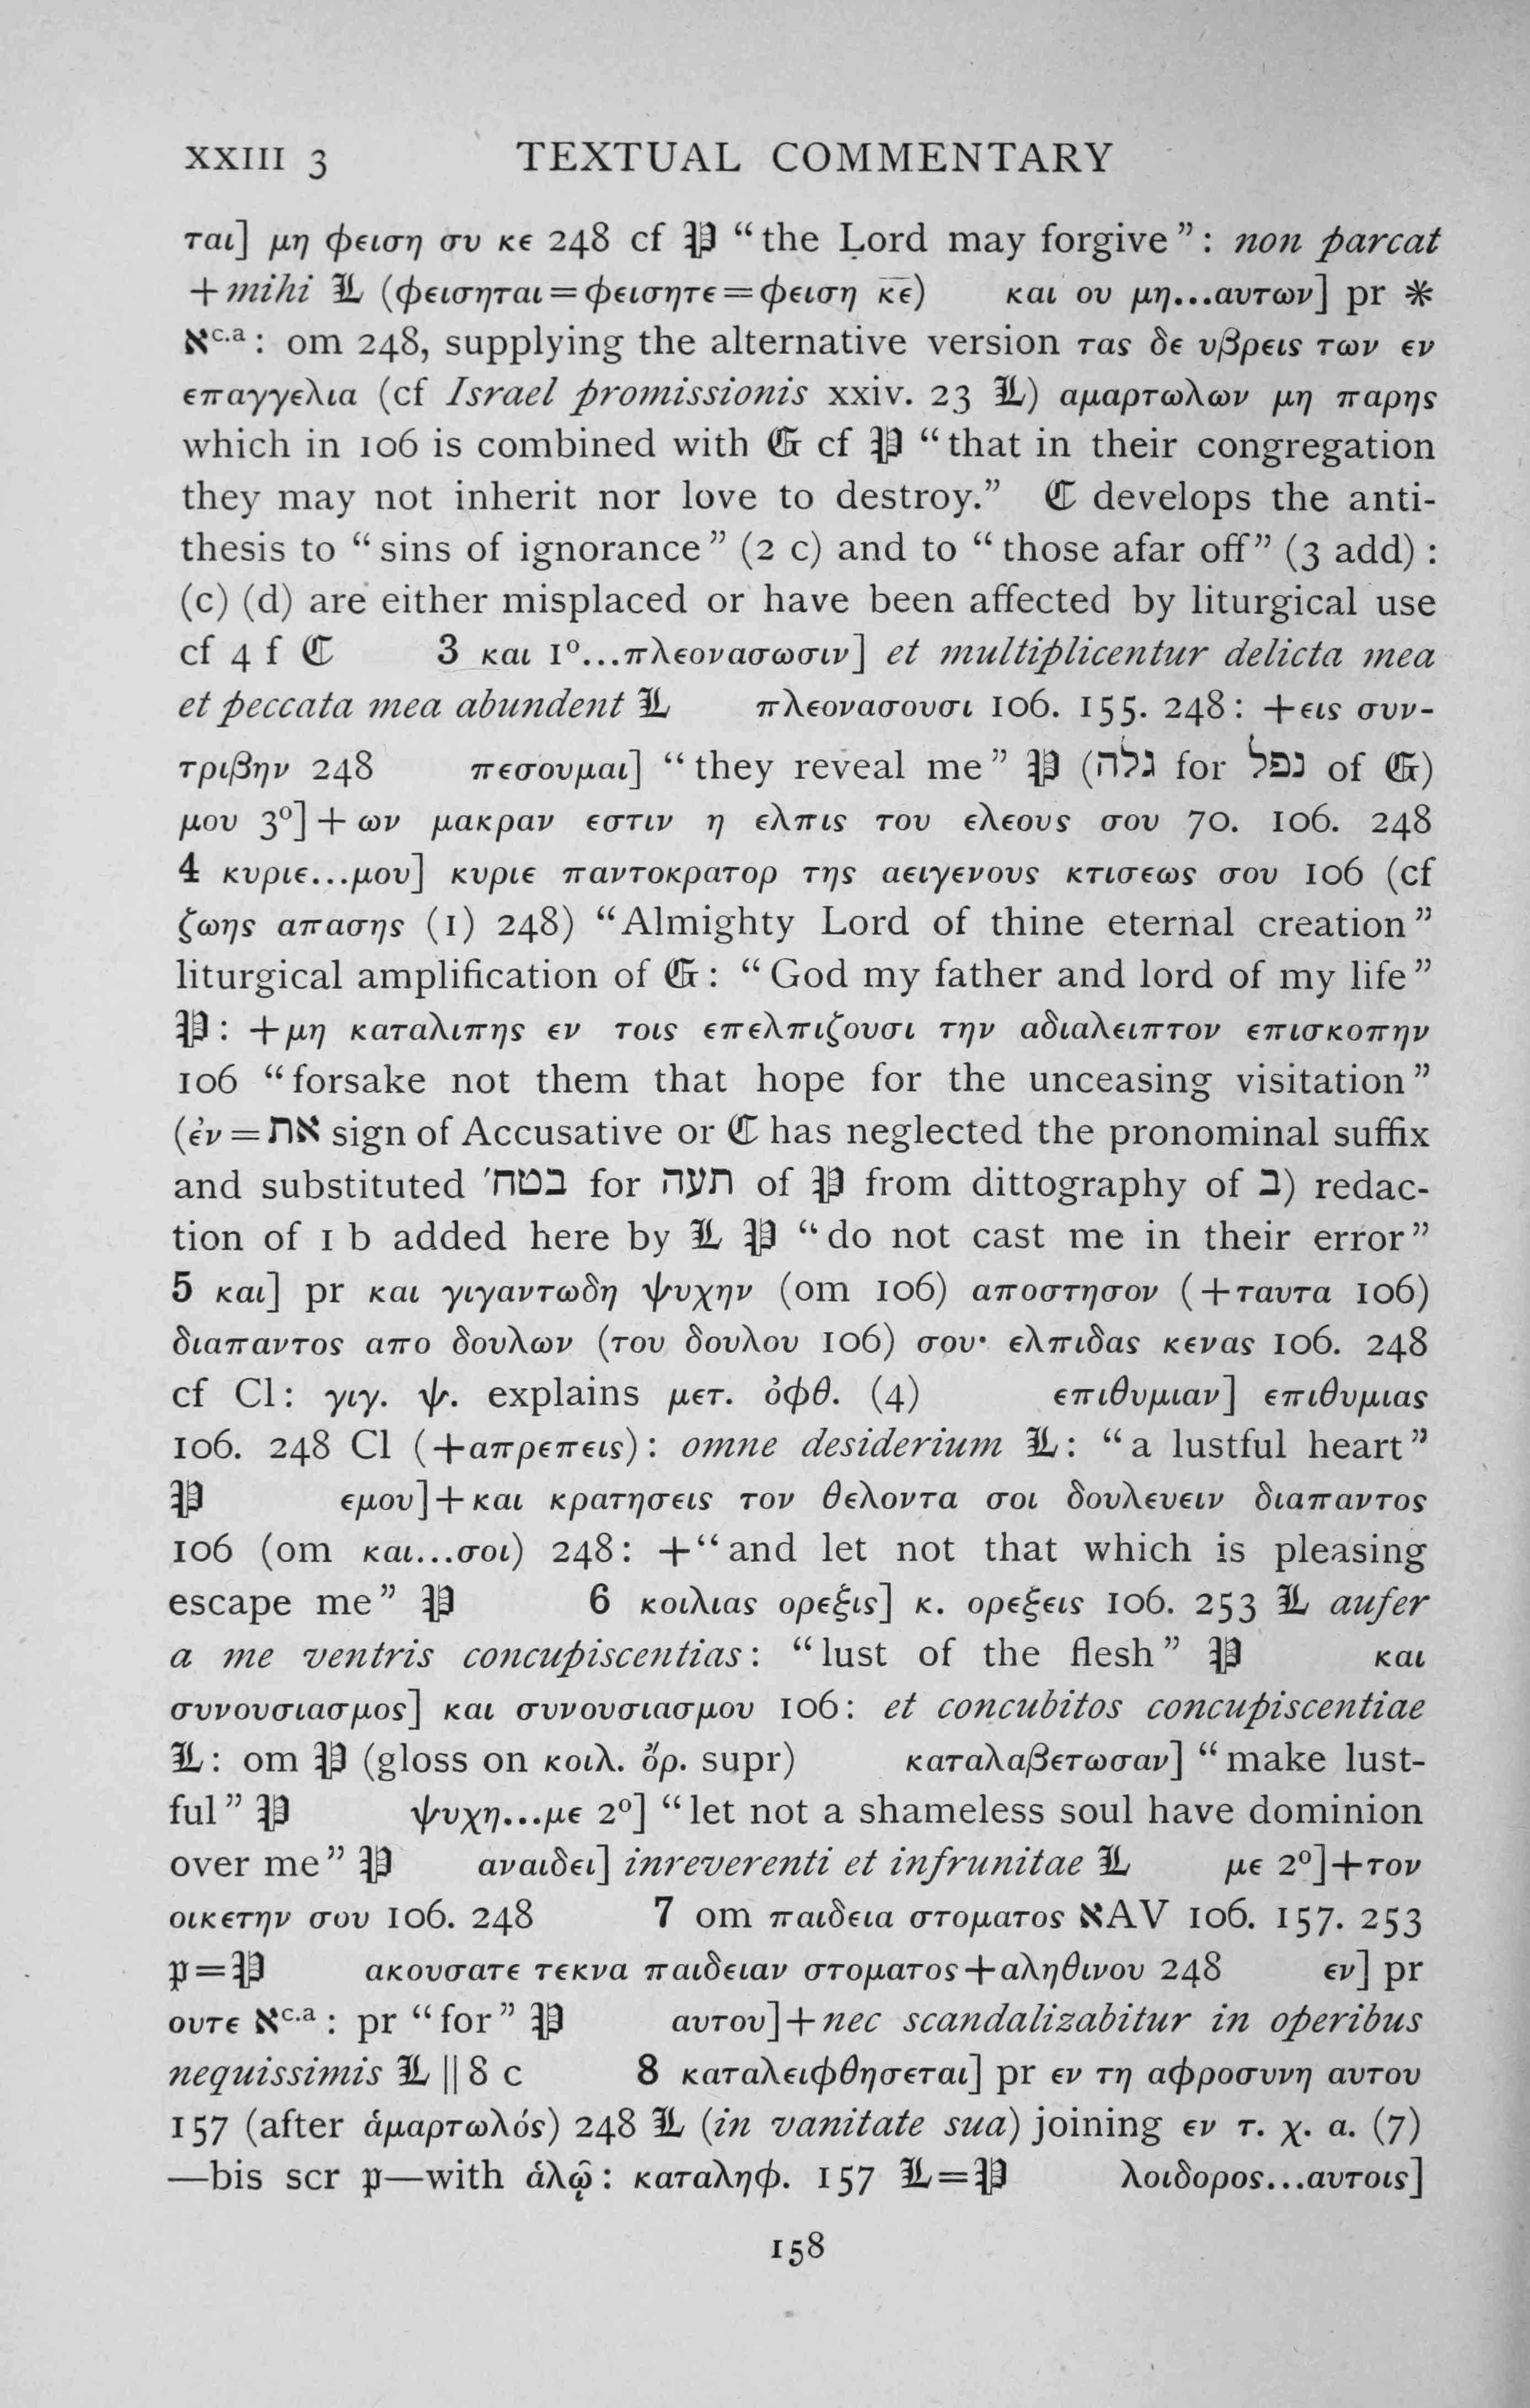 XXIII 3 TEXTUAL COMMENTARY
ται] μη φειση συ κε 248 cf 𝔓 “the Lord may forgive”: non parcat
+mihi 𝕷 (φεισηται=φεισητε=φειση κ̅ε̅) και ου μη...αυτων] pr ※
אc.a: om 248, supplying the alternative version τας δε υβρεις των εν
επαγγελια (cf Israel promissionis xxiv. 23 𝕷) αμαρτωλων μη παρης
which in 106 is combined with 𝕲 cf 𝔓 “that in their congregation
they may not inherit nor love to destroy.” 𝕮 develops the anti-
thesis to “sins of ignorance” (2 c) and to “those afar off” (3 add):
(c) (d) are either misplaced or have been affected by liturgical use
cf 4 f 𝕮 3 και 1⁰...πλεονασωσιν] et multiplicentur delicta mea
et peccata mea abundent 𝕷 πλεονασουσι 106. 155. 248: +εις συν-
τριβην 248 πεσουμαι] “they reveal me” 𝔓 (גלה for נפל of 𝕲)
μου 3⁰]+ων μακραν εστιν η ελπις του ελεους σου 70. 106. 248
4 κυριε...μου] κυριε παντοκρατορ της αειγενους κτισεως σου 106 (cf
ζωης απασης (1) 248) “Almighty Lord of thine eternal creation”
liturgical amplification of 𝕲: “God my father and lord of my life”
𝔓: +μη καταλιπης εν τοις επελπιζουσι την αδιαλειπτον επισκοπην
106 “forsake not them that hope for the unceasing visitation”
(ἐν=את sign of Accusative or 𝕮 has neglected the pronominal suffix
and substituted בטח' for תעה of 𝔓 from dittography of ב) redac-
tion of 1 b added here by 𝕷 𝔓 “do not cast me in their error”
5 και] pr και γιγαντωδη ψυχην (om 106) αποστησον (+ταυτα 106)
διαπαντος απο δουλων (του δουλου 106) σου· ελπιδας κενας 106. 248
cf Cl: γιγ. ψ. explains μετ. ὀφθ. (4) επιθυμιαν] επιθυμιας
106. 248 Cl (+απρεπεις): omne desiderium 𝕷: “a lustful heart”
𝔓 εμου]+και κρατησεις τον θελοντα σοι δουλευειν διαπαντος
106 (om και...σοι) 248: +“and let not that which is pleasing
escape me” 𝔓 6 κοιλιας ορεξις] κ. ορεξεις 106. 253 𝕷 aufer
a me ventris concupiscentias: “lust of the flesh” 𝔓 και
συνουσιασμος] και συνουσιασμου 106: et concubitos concupiscentiae
𝕷: om 𝔓 (gloss on κοιλ. ὄρ. supr) καταλαβετωσαν] “make lust-
ful” 𝔓 ψυχη...με 2⁰] “let not a shameless soul have dominion
over me” 𝔓 αναιδει] inreverenti et infrunitae 𝕷 με 2⁰]+τον
οικετην σου 106. 248 7 om παιδεια στοματος אAV 106. 157. 253
𝔭=𝔓 ακουσατε τεκνα παιδειαν στοματος+αληθινου 248 εν] pr
ουτε אc.a: pr “for” 𝔓 αυτου]+nec scandalizabitur in operibus
nequissimis 𝕷 || 8 c 8 καταλειφθησεται] pr εν τη αφροσυνη αυτου
157 (after ἁμαρτωλός) 248 𝕷 (in vanitate sua) joining εν τ. χ. α. (7)
—bis scr 𝔭—with ἁλῷ: καταληφ. 157 𝕷=𝔓 λοιδορος...αυτοις]
158